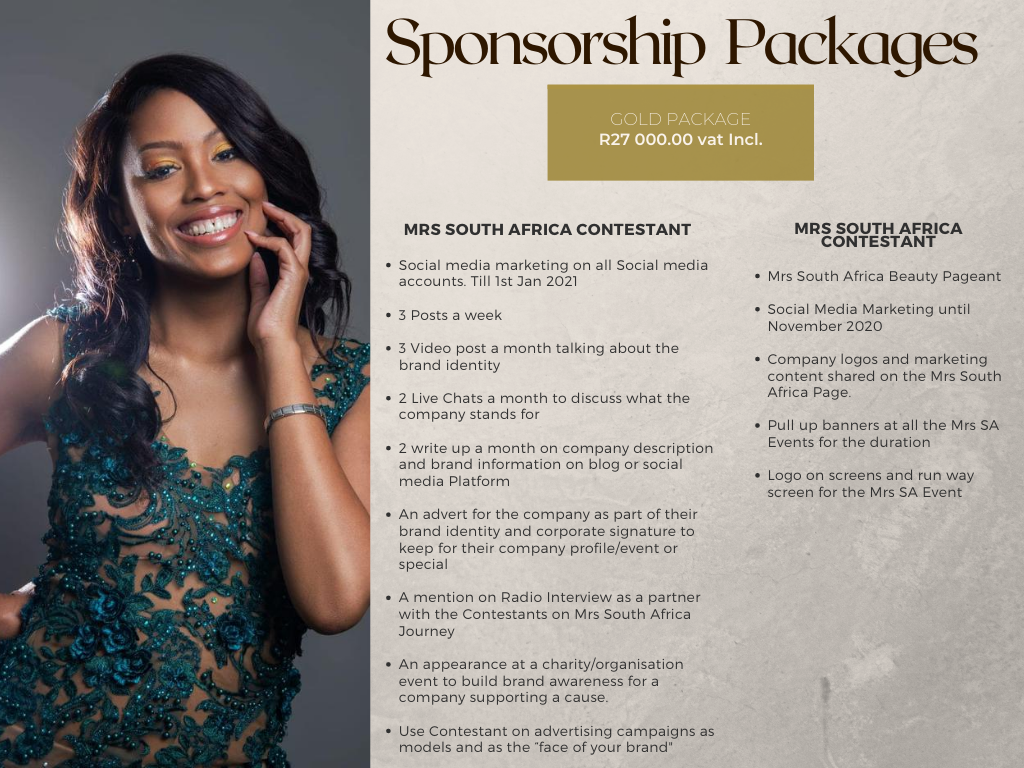 Sponsorship Packages
GOLD PACKAGE
R27 000.00 vat Incl.
MRS SOUTH AFRICA CONTESTANT
• Social media marketing on all Social media
accounts. Till 1st Jan 2021
• 3 Posts a week
• 3 Video post a month talking about the
brand identity
• 2 Live Chats a month to discuss what the
company stands for
• 2 write up a month on company description
and brand information on blog or social
media Platform
• An advert for the company as part of their
brand identity and corporate signature to
keep for their company profile/event or
special
• A mention on Radio Interview as a partner
with the Contestants on Mrs South Africa
Journey
• An appearance at a charity/organisation
event to build brand awareness for a
company supporting a cause.
• Use Contestant on advertising campaigns as
models and as the "face of your brand"
MRS SOUTH AFRICA
CONTESTANT
• Mrs South Africa Beauty Pageant
• Social Media Marketing until
November 2020
• Company logos and marketing
content shared on the Mrs South
Africa Page.
• Pull up banners at all the Mrs SA
Events for the duration
• Logo on screens and run way
screen for the Mrs SA Event